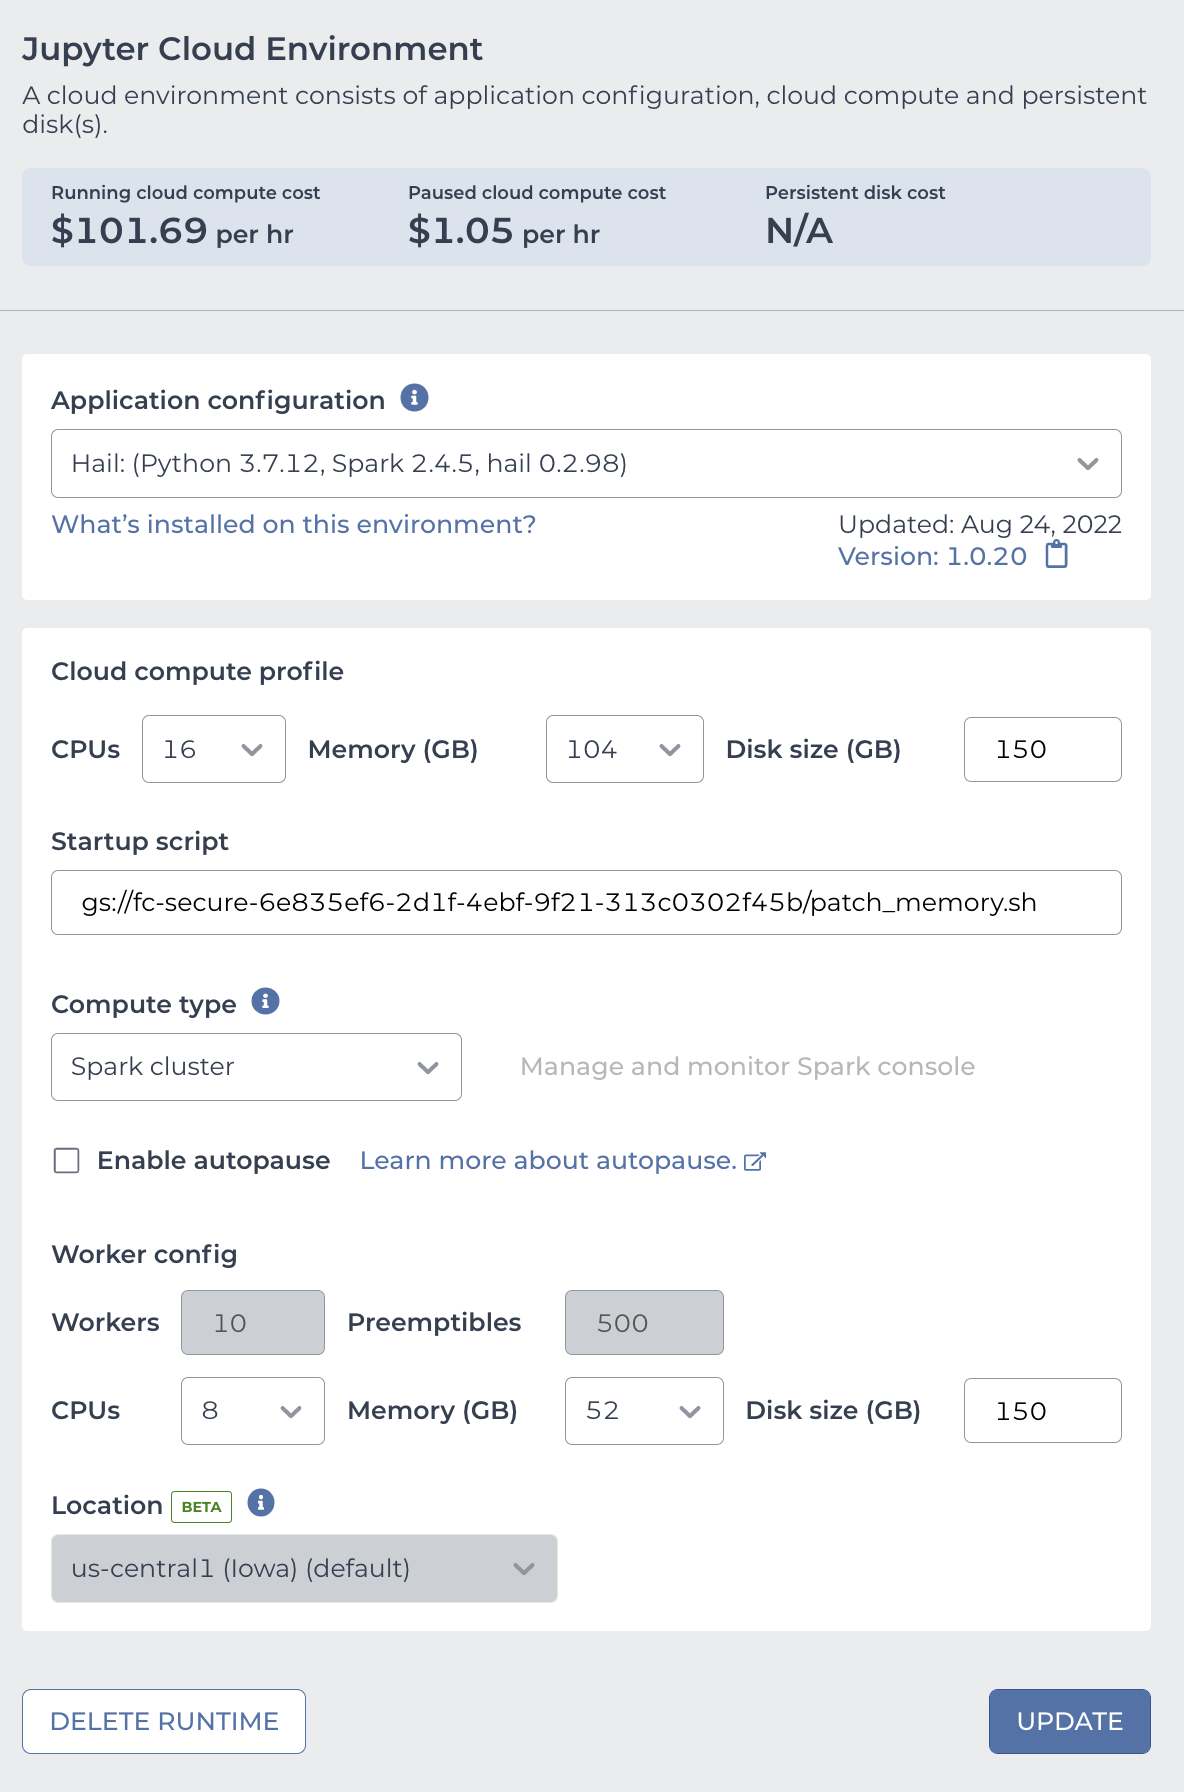 Jupyter Cloud Environment
A cloud environment consists of application configuration, cloud compute and persistent
disk(s).
Running cloud compute cost Paused cloud compute cost Persistent disk cost
$101.69 per hr $1.05 per hr N/A
Application configuration
Hail: (Python 3.7.12, Spark 2.4.5, hail 0.2.98)
What's installed on this environment? Updated: Aug 24, 2022
Version: 1.0.20
Cloud compute profile
CPUs 16 Memory (GB) 104 Disk size (GB) 150
Startup script
gs://fc-secure-6e835ef6-2d1f-4ebf-9f21-313c0302f45b/patch_memory.sh
Compute type
Spark cluster Manage and monitor Spark console
Enable autopause Learn more about autopause.
Worker config
Workers 10 Preemptibles 500
CPUs 8 Memory (GB) 52 Disk size (GB) 150
Location BETA
us-central1 (Iowa) (default)
DELETE RUNTIME UPDATE